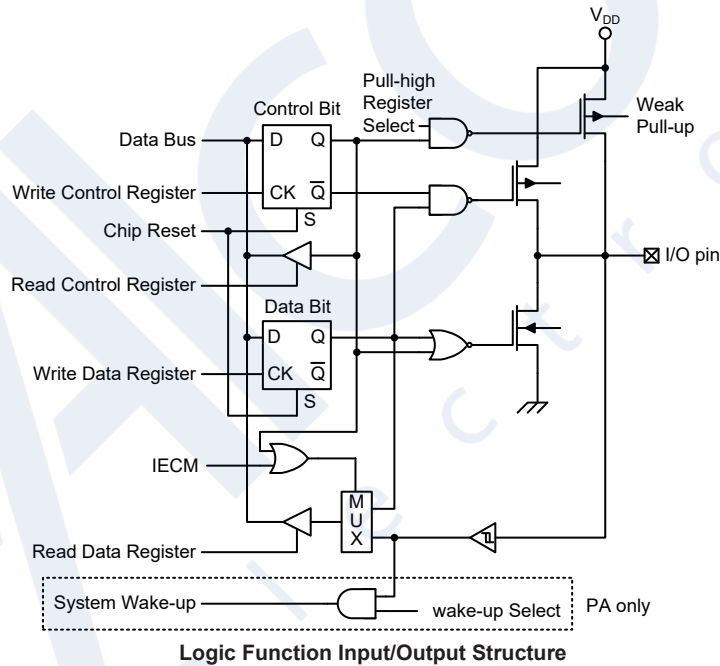 VDD
Pull-high
Register
Select
Weak
Pull-up
Control Bit
Data Bus
D
Q
Write Control Register
CK
Q
S
Chip Reset
I/O pin
Read Control Register
Data Bit
D
Q
Write Data Register
CK
Q
S
IECM
M
U
X
Read Data Register
System Wake-up
wake-up Select
PA only
Logic Function Input/Output Structure